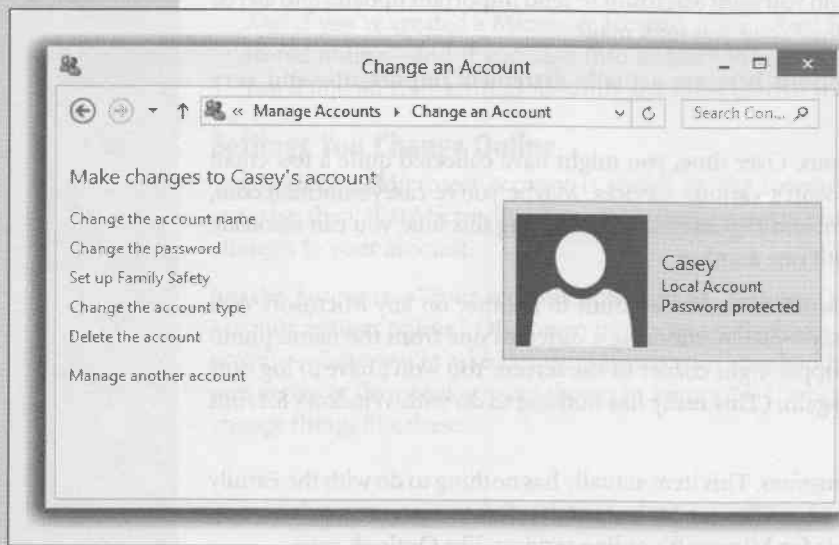 Change an Account
« Manage Accounts ▸ Change an Account
Search Con...
Make changes to Casey's account
Change the account name
Change the password
Set up Family Safety
Change the account type
Delete the account
Manage another account
Casey
Local Account
Password protected